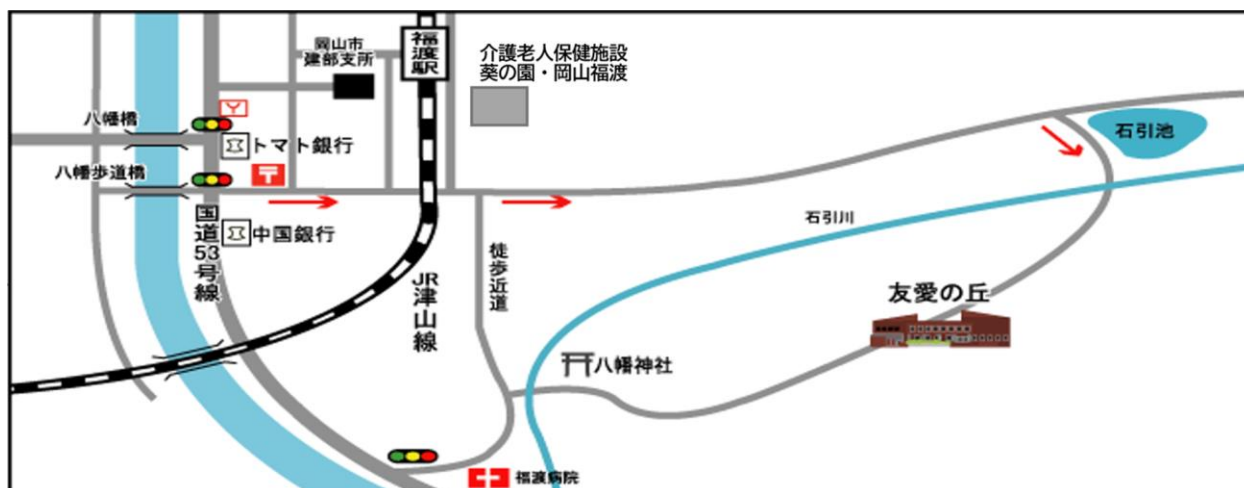 岡山市
建部支所
福渡駅
介護老人保健施設
葵の園・岡山福渡
八幡橋
トマト銀行
八幡歩道橋
石引池
国道53号線
中国銀行
JR津山線
徒歩近道
石引川
友愛の丘
八幡神社
福渡病院